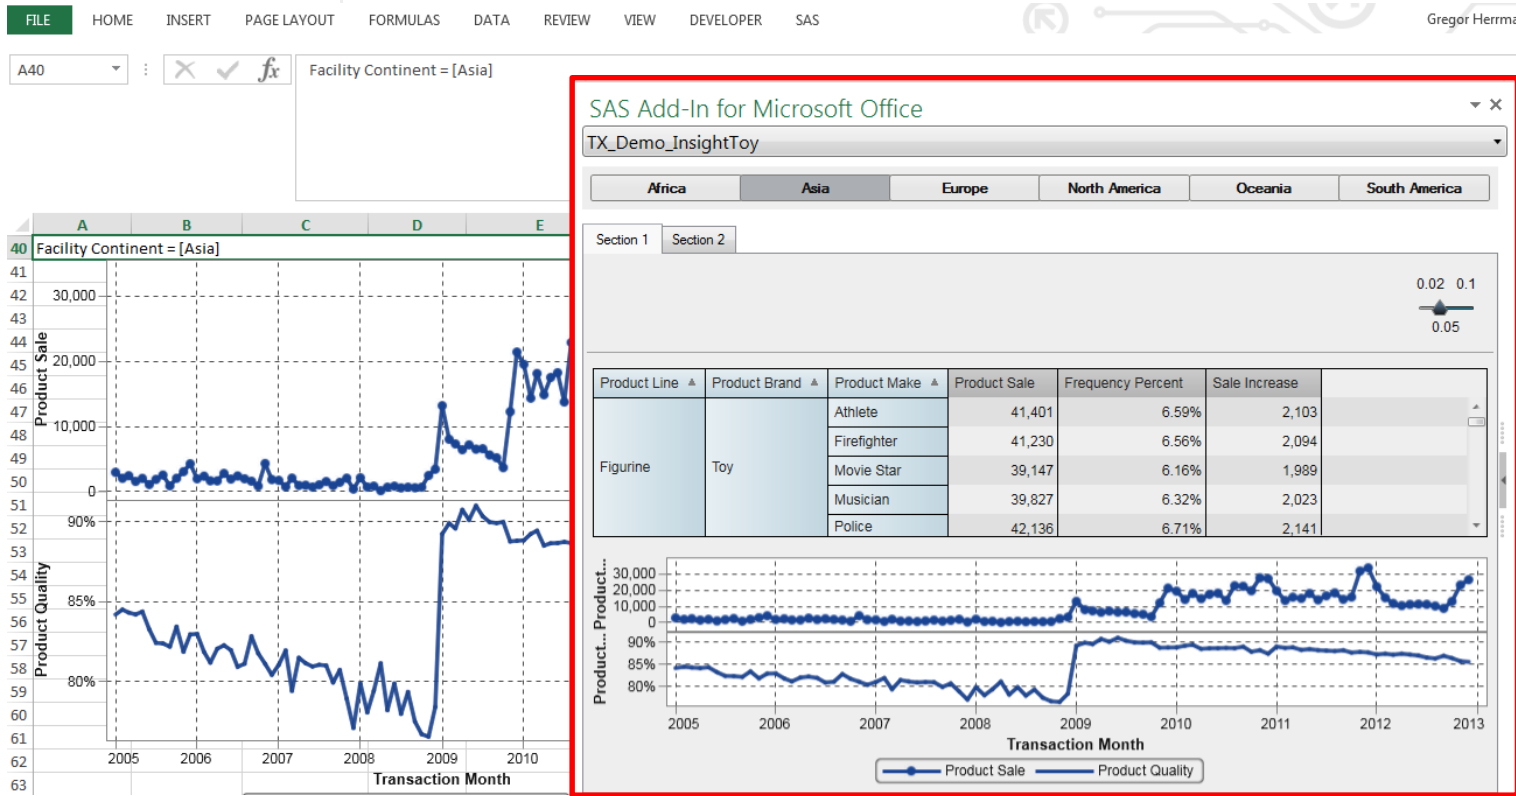 FILE HOME INSERT PAGE LAYOUT FORMULAS DATA REVIEW VIEW DEVELOPER SAS Gregor Herrma
A40 fx Facility Continent = [Asia]
A B C D E
40 Facility Continent = [Asia]
41
42
43
44
45
46
47
48
49
50
51
52
53
54
55
56
57
58
59
60
61
62
63
30,000
20,000
10,000
0
Product Sale
90%
85%
80%
Product Quality
2005 2006 2007 2008 2009 2010
Transaction Month
SAS Add-In for Microsoft Office
TX_Demo_InsightToy
Africa Asia Europe North America Oceania South America
Section 1 Section 2
0.02 0.1
0.05
Product Line Product Brand Product Make Product Sale Frequency Percent Sale Increase
Athlete 41,401 6.59% 2,103
Firefighter 41,230 6.56% 2,094
Figurine Toy Movie Star 39,147 6.16% 1,989
Musician 39,827 6.32% 2,023
Police 42,136 6.71% 2,141
30,000
20,000
10,000
0
Product...
90%
85%
80%
Product...
2005 2006 2007 2008 2009 2010 2011 2012 2013
Transaction Month
Product Sale Product Quality